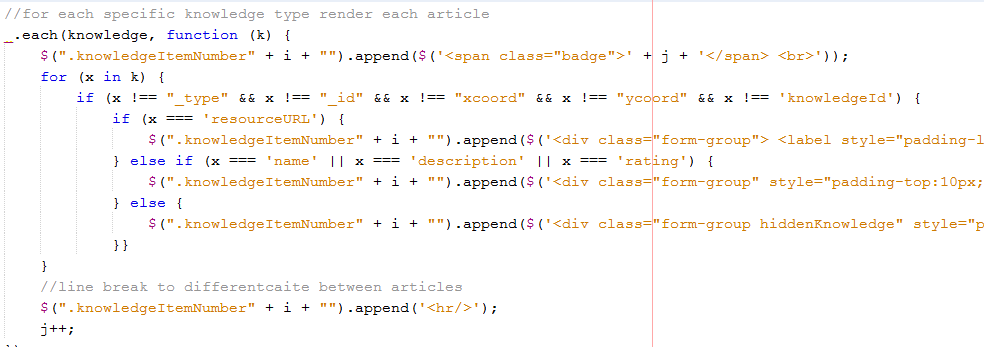 //for each specific knowledge type render each article
_.each(knowledge, function (k) {
    $(".knowledgeItemNumber" + i + "").append($('<span class="badge">' + j + '</span> <br>'));
    for (x in k) {
        if (x !== "_type" && x !== "_id" && x !== "xcoord" && x !== "ycoord" && x !== 'knowledgeId') {
            if (x === 'resourceURL') {
                $(".knowledgeItemNumber" + i + "").append($('<div class="form-group"> <label style="padding-l
            } else if (x === 'name' || x === 'description' || x === 'rating') {
                $(".knowledgeItemNumber" + i + "").append($('<div class="form-group" style="padding-top:10px;
            } else {
                $(".knowledgeItemNumber" + i + "").append($('<div class="form-group hiddenKnowledge" style="p
            }}
    }
    //line break to differentcaite between articles
    $(".knowledgeItemNumber" + i + "").append('<hr/>');
    j++;